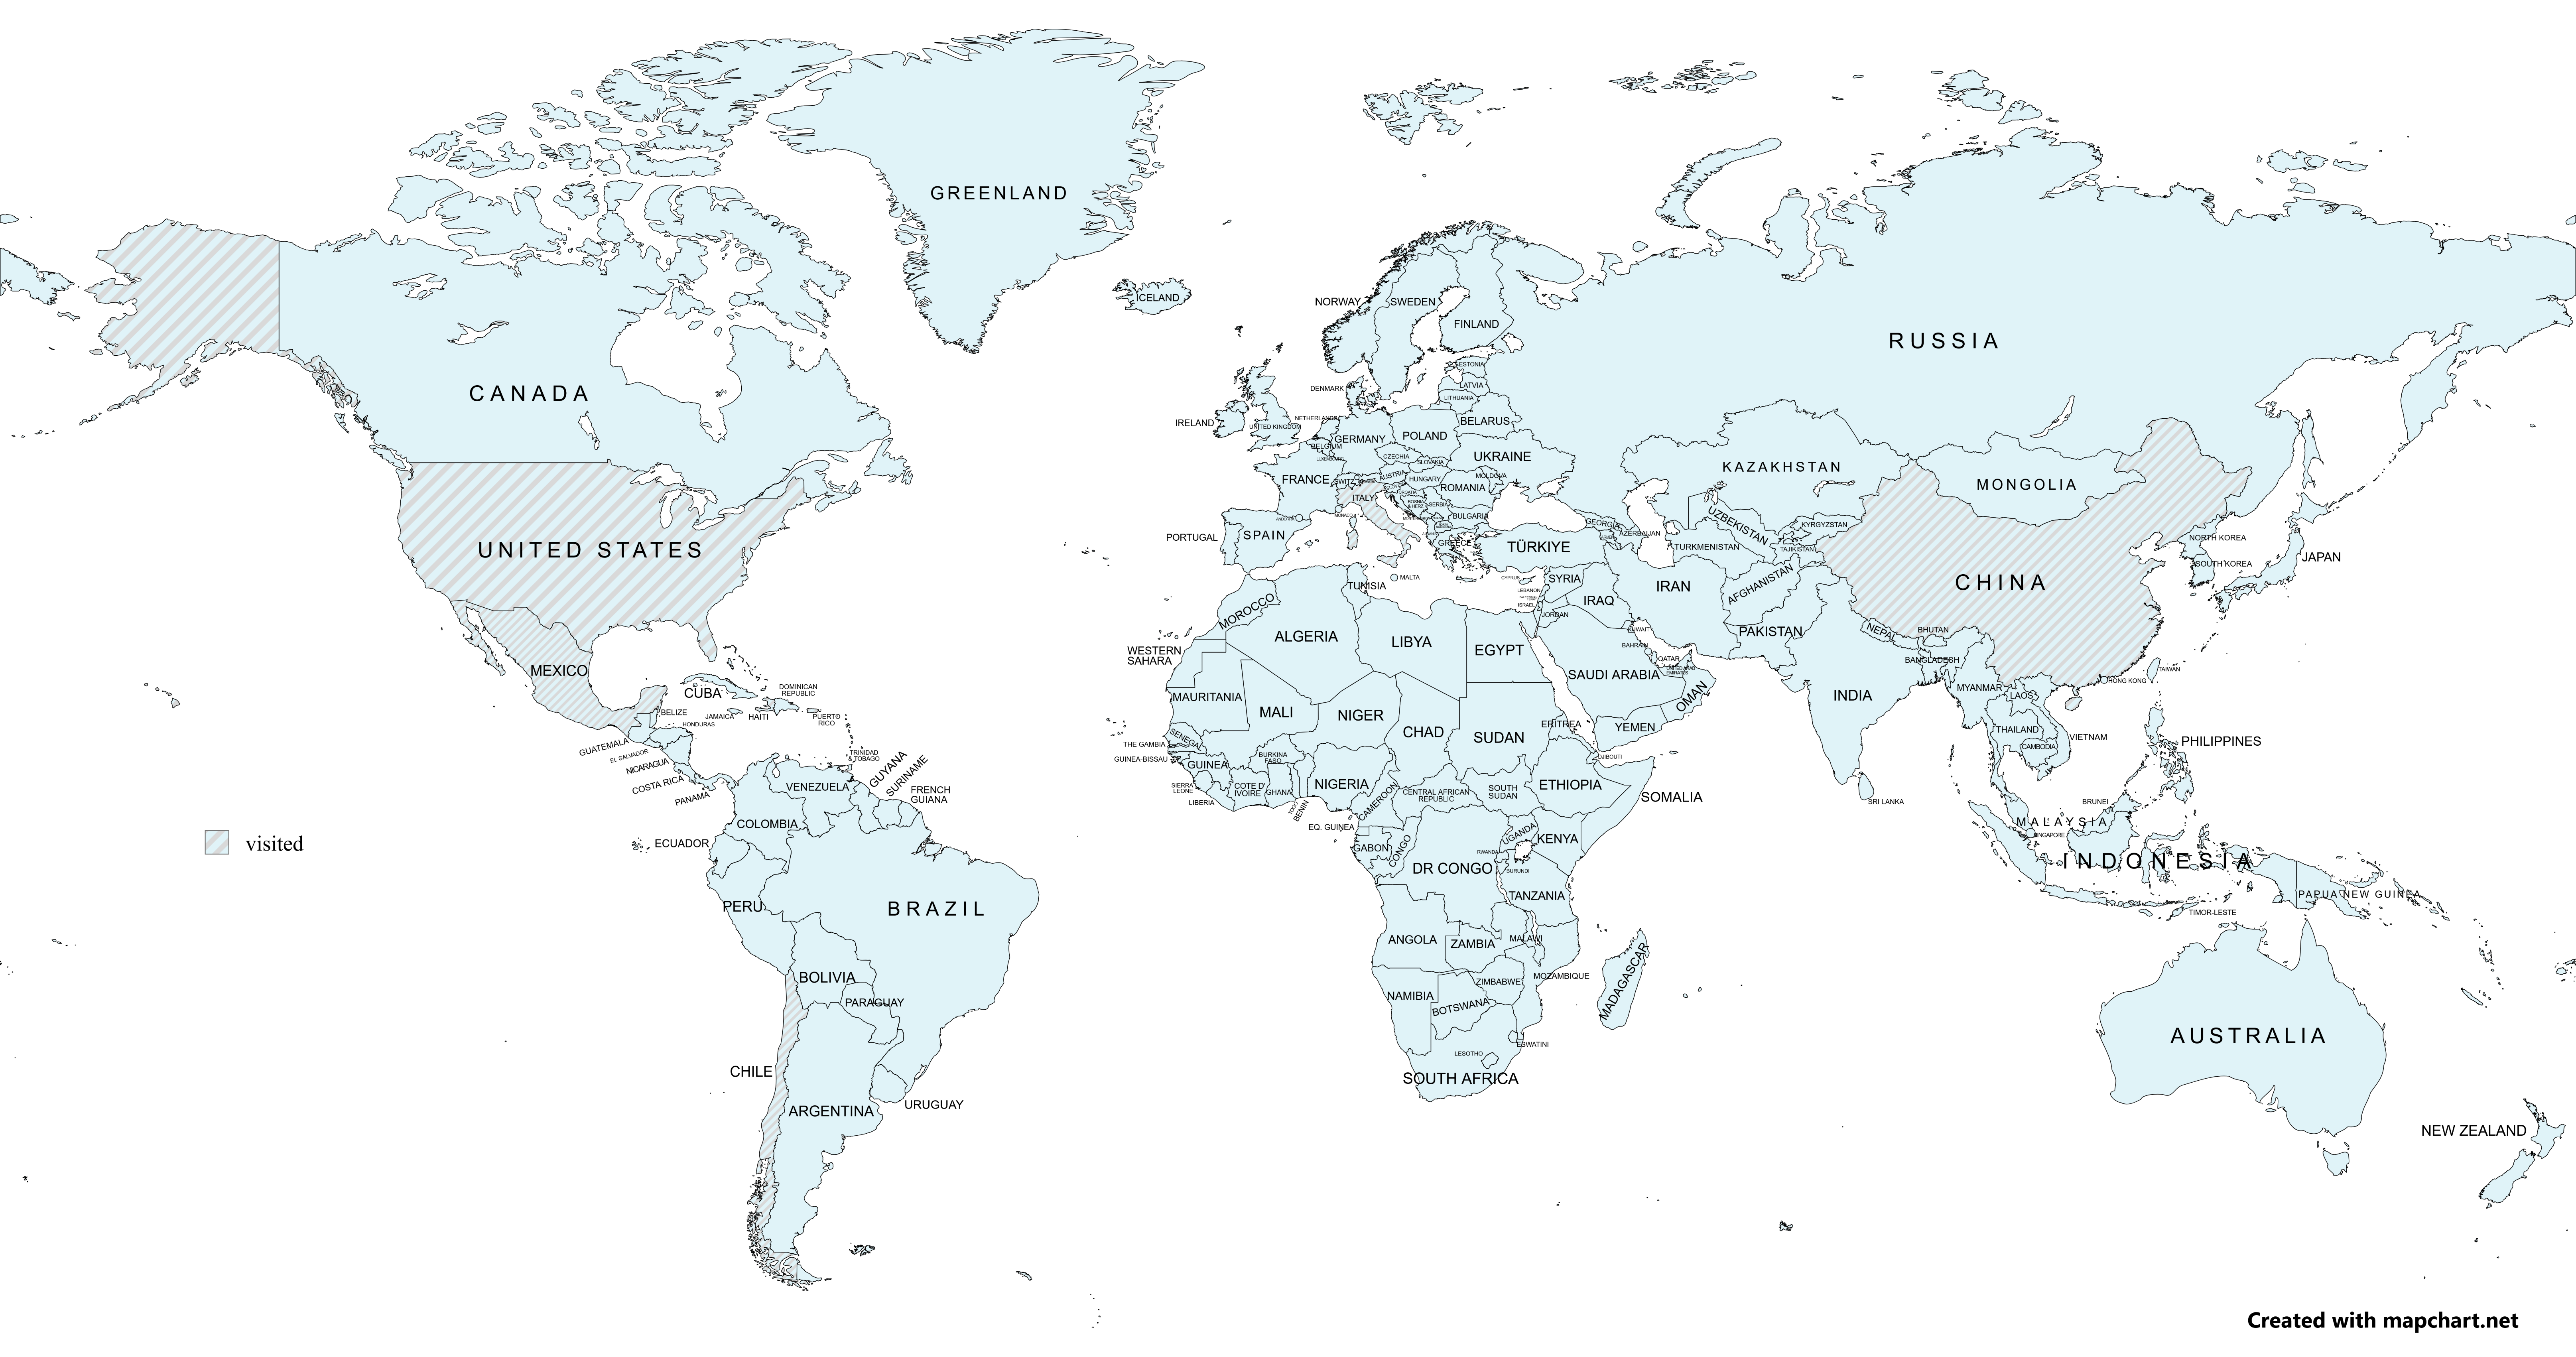 GREENLAND
ICELAND
RUSSIA
NORWAY
SWEDEN
FINLAND
CANADA
ESTONIA
LATVIA
LITHUANIA
DENMARK
NETHERLANDS
IRELAND
UNITED KINGDOM
BELARUS
POLAND
GERMANY
BELGIUM
CZECHIA
SLOVAKIA
UKRAINE
KAZAKHSTAN
MONGOLIA
FRANCE
SWITZ.
AUSTRIA
HUNGARY
MOLDOVA
ROMANIA
ITALY
CROATIA
BOSNIA
& HERZ.
SERBIA
BULGARIA
MONACO
ANDORRA
PORTUGAL
SPAIN
GREECE
TÜRKIYE
GEORGIA
AZERBAIJAN
UZBEKISTAN
KYRGYZSTAN
TURKMENISTAN
TAJIKISTAN
NORTH KOREA
SOUTH KOREA
JAPAN
UNITED STATES
CHINA
TUNISIA
MALTA
CYPRUS
LEBANON
ISRAEL
SYRIA
IRAQ
IRAN
AFGHANISTAN
JORDAN
KUWAIT
MOROCCO
ALGERIA
LIBYA
EGYPT
PAKISTAN
NEPAL
BHUTAN
BAHRAIN
QATAR
UNITED ARAB
EMIRATES
WESTERN
SAHARA
SAUDI ARABIA
BANGLADESH
TAIWAN
HONG KONG
MEXICO
CUBA
DOMINICAN
REPUBLIC
MAURITANIA
MALI
NIGER
CHAD
SUDAN
ERITREA
YEMEN
OMAN
INDIA
MYANMAR
LAOS
THAILAND
VIETNAM
CAMBODIA
PHILIPPINES
BELIZE
HONDURAS
JAMAICA
HAITI
PUERTO
RICO
GUATEMALA
EL SALVADOR
NICARAGUA
COSTA RICA
PANAMA
TRINIDAD
& TOBAGO
GUYANA
SURINAME
FRENCH
GUIANA
VENEZUELA
COLOMBIA
SENEGAL
THE GAMBIA
GUINEA-BISSAU
GUINEA
SIERRA
LEONE
LIBERIA
BURKINA
FASO
COTE D'
IVOIRE
GHANA
TOGO
BENIN
NIGERIA
CAMEROON
CENTRAL AFRICAN
REPUBLIC
SOUTH
SUDAN
ETHIOPIA
DJIBOUTI
SOMALIA
SRI LANKA
BRUNEI
MALAYSIA
SINGAPORE
INDONESIA
EQ. GUINEA
GABON
CONGO
DR CONGO
UGANDA
KENYA
RWANDA
BURUNDI
TANZANIA
visited
ECUADOR
PERU
BRAZIL
PAPUA NEW GUINEA
TIMOR-LESTE
ANGOLA
ZAMBIA
MALAWI
MOZAMBIQUE
MADAGASCAR
BOLIVIA
PARAGUAY
NAMIBIA
ZIMBABWE
BOTSWANA
ESWATINI
LESOTHO
SOUTH AFRICA
AUSTRALIA
CHILE
ARGENTINA
URUGUAY
NEW ZEALAND
Created with mapchart.net